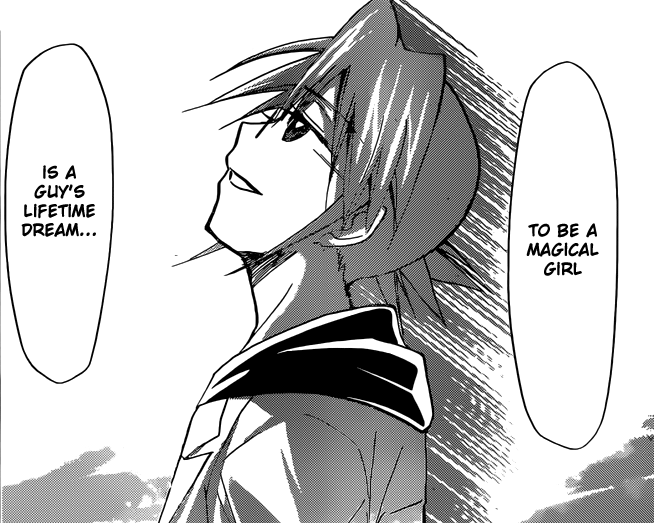 TO BE A
MAGICAL
GIRL
IS A
GUY'S
LIFETIME
DREAM...